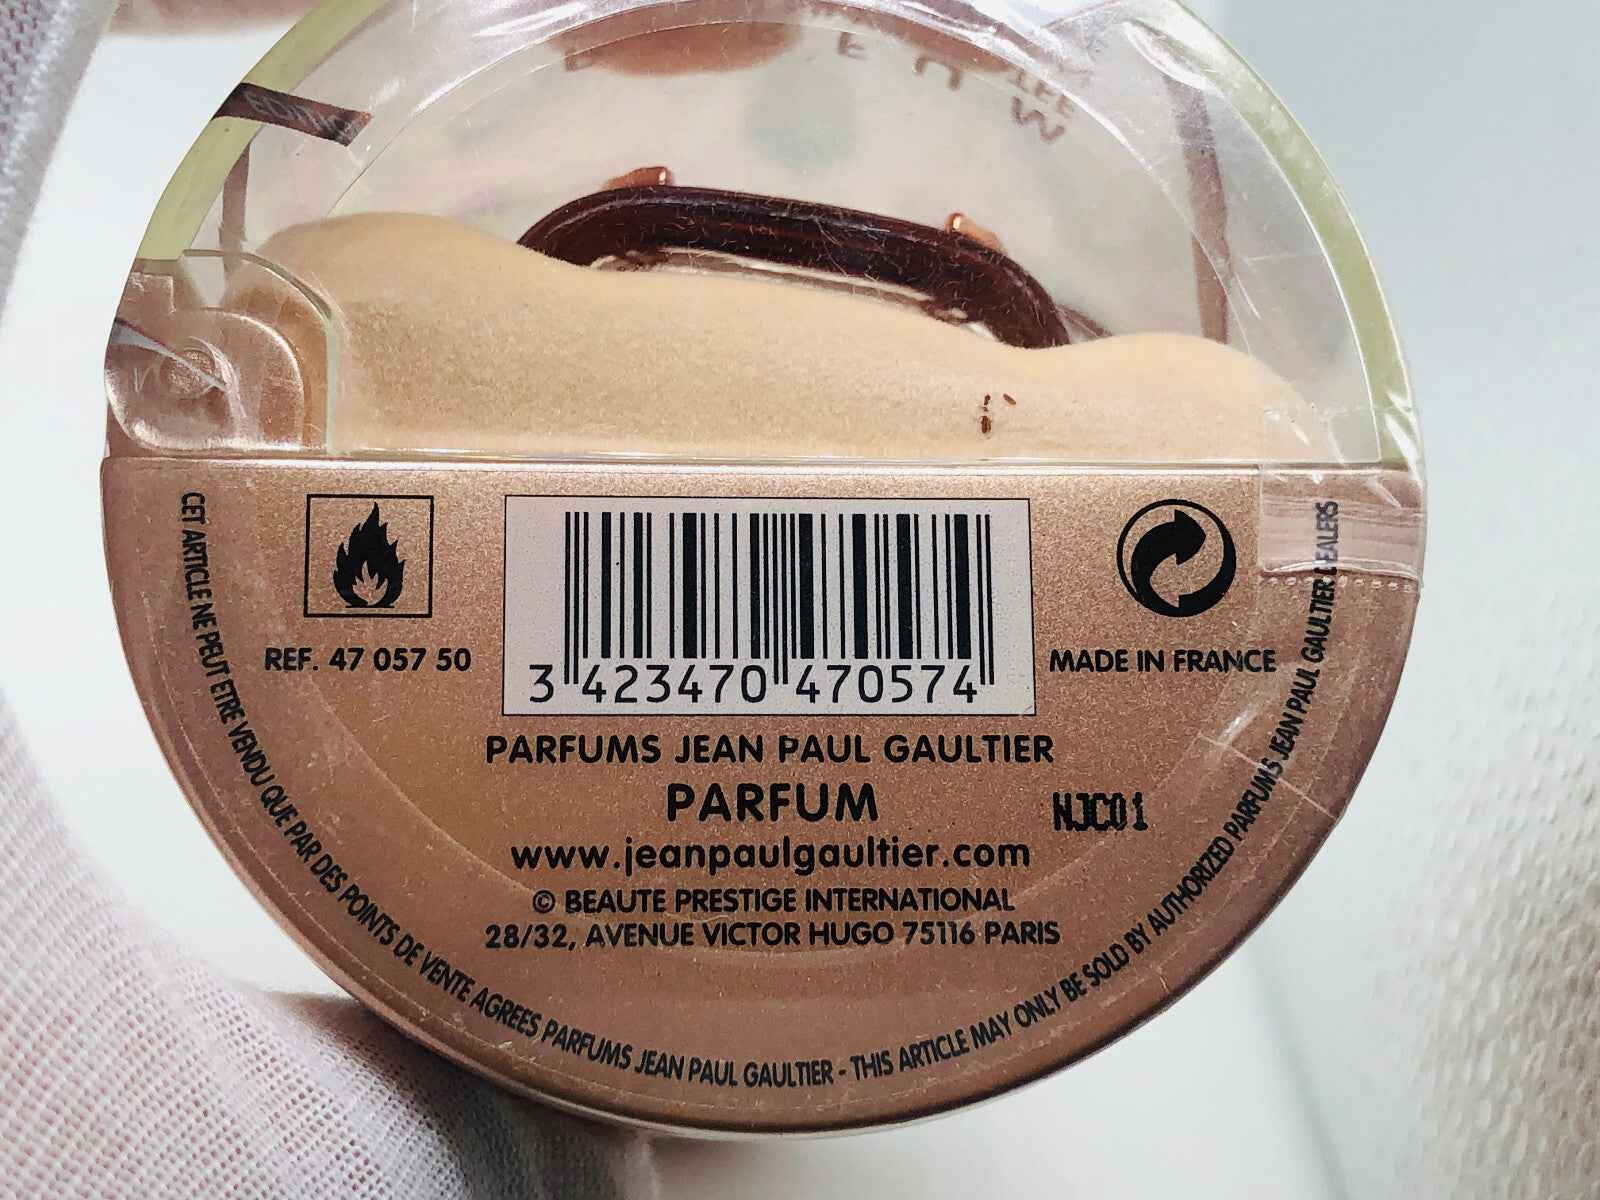 REF. 47 057 50
3 423470 470574
MADE IN FRANCE
PARFUMS JEAN PAUL GAULTIER
PARFUM
NJC01
www.jeanpaulgaultier.com
© BEAUTE PRESTIGE INTERNATIONAL
28/32, AVENUE VICTOR HUGO 75116 PARIS
CET ARTICLE NE PEUT ETRE VENDU QUE PAR DES POINTS DE VENTE AGREES PARFUMS JEAN PAUL GAULTIER - THIS ARTICLE MAY ONLY BE SOLD BY AUTHORIZED PARFUMS JEAN PAUL GAULTIER DEALERS